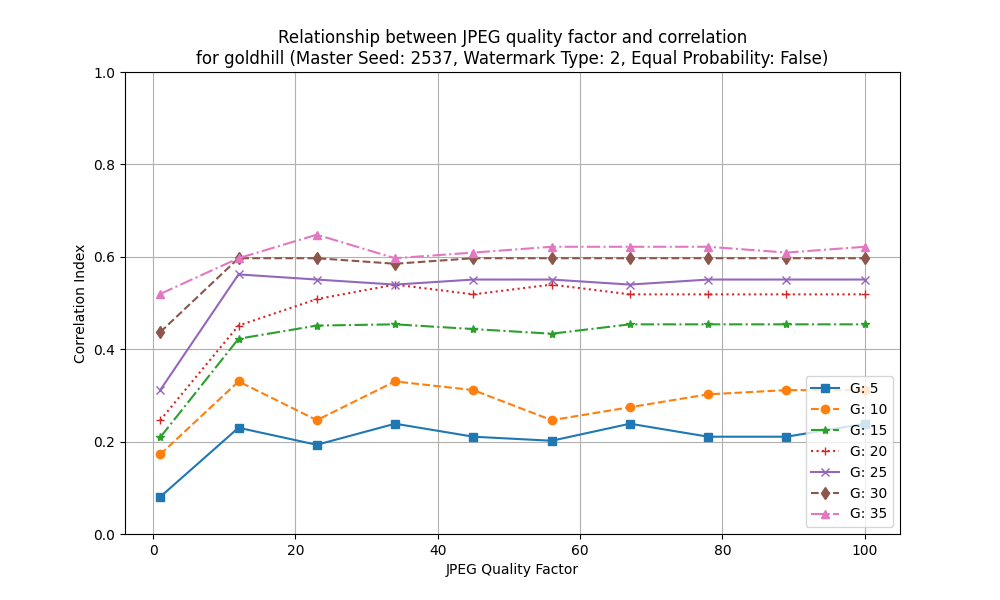 Relationship between JPEG quality factor and correlation
for goldhill (Master Seed: 2537, Watermark Type: 2, Equal Probability: False)
1.0
0.8
0.6
0.4
0.2
0.0
Correlation Index
0 20 40 60 80 100
JPEG Quality Factor
G: 5
G: 10
G: 15
G: 20
G: 25
G: 30
G: 35